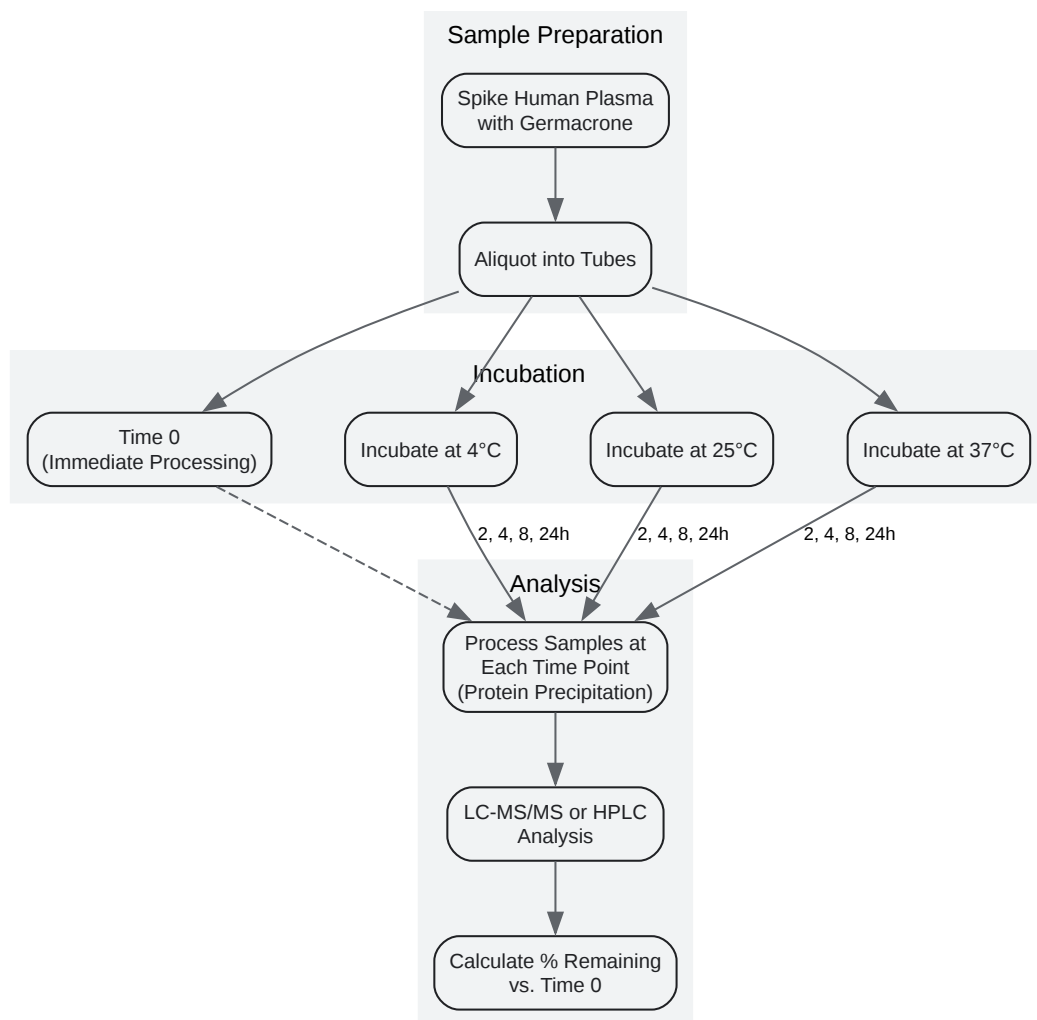 Sample Preparation
Spike Human Plasma
with Germacrone
Aliquot into Tubes
Incubation
Time 0
(Immediate Processing)
Incubate at 4°C
Incubate at 25°C
Incubate at 37°C
2, 4, 8, 24h
2, 4, 8, 24h
2, 4, 8, 24h
Analysis
Process Samples at
Each Time Point
(Protein Precipitation)
LC-MS/MS or HPLC
Analysis
Calculate % Remaining
vs. Time 0